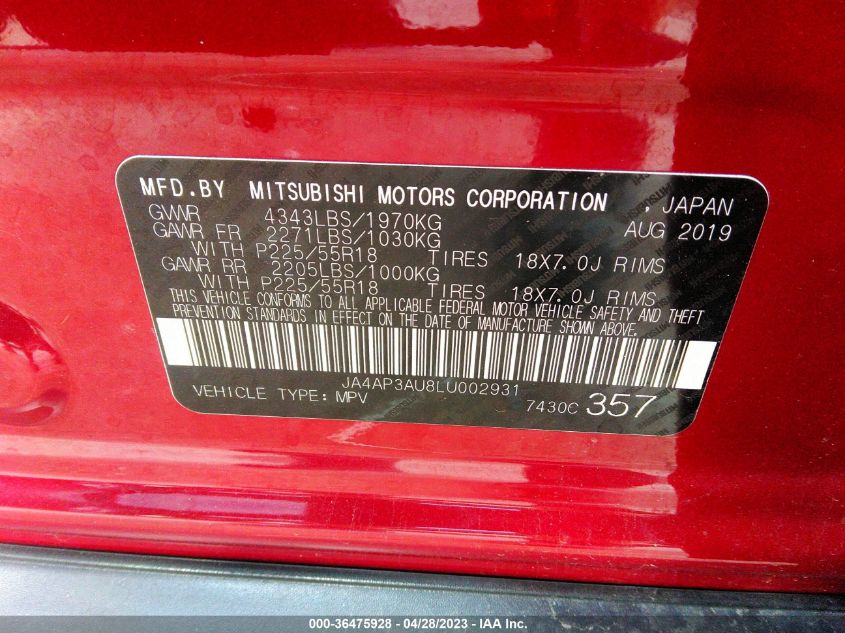 MFD.BY MITSUBISHI MOTORS CORPORATION , JAPAN
GVWR 4343LBS/1970KG AUG 2019
GAWR FR 2271LBS/1030KG
WITH P225/55R18 TIRES 18X7.0J RIMS
GAWR RR 2205LBS/1000KG
WITH P225/55R18 TIRES 18X7.0J RIMS
THIS VEHICLE CONFORMS TO ALL APPLICABLE FEDERAL MOTOR VEHICLE SAFETY AND THEFT
PREVENTION STANDARDS IN EFFECT ON THE DATE OF MANUFACTURE SHOWN ABOVE.
JA4AP3AU8LU002931
VEHICLE TYPE: MPV 7430C 357
000-36475928 | 04/28/2023 - IAA Inc.